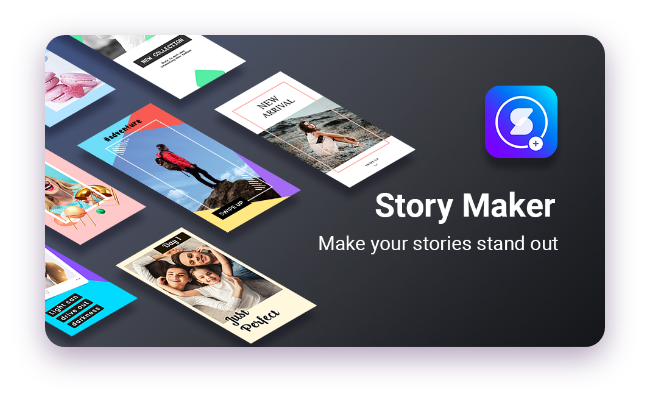 NEW COLLECTION
NEW
ARRIVAL
#adventure
SWIPE UP
Day 1
Just
Perfect
Light can
drive out
darkness
Story Maker
Make your stories stand out